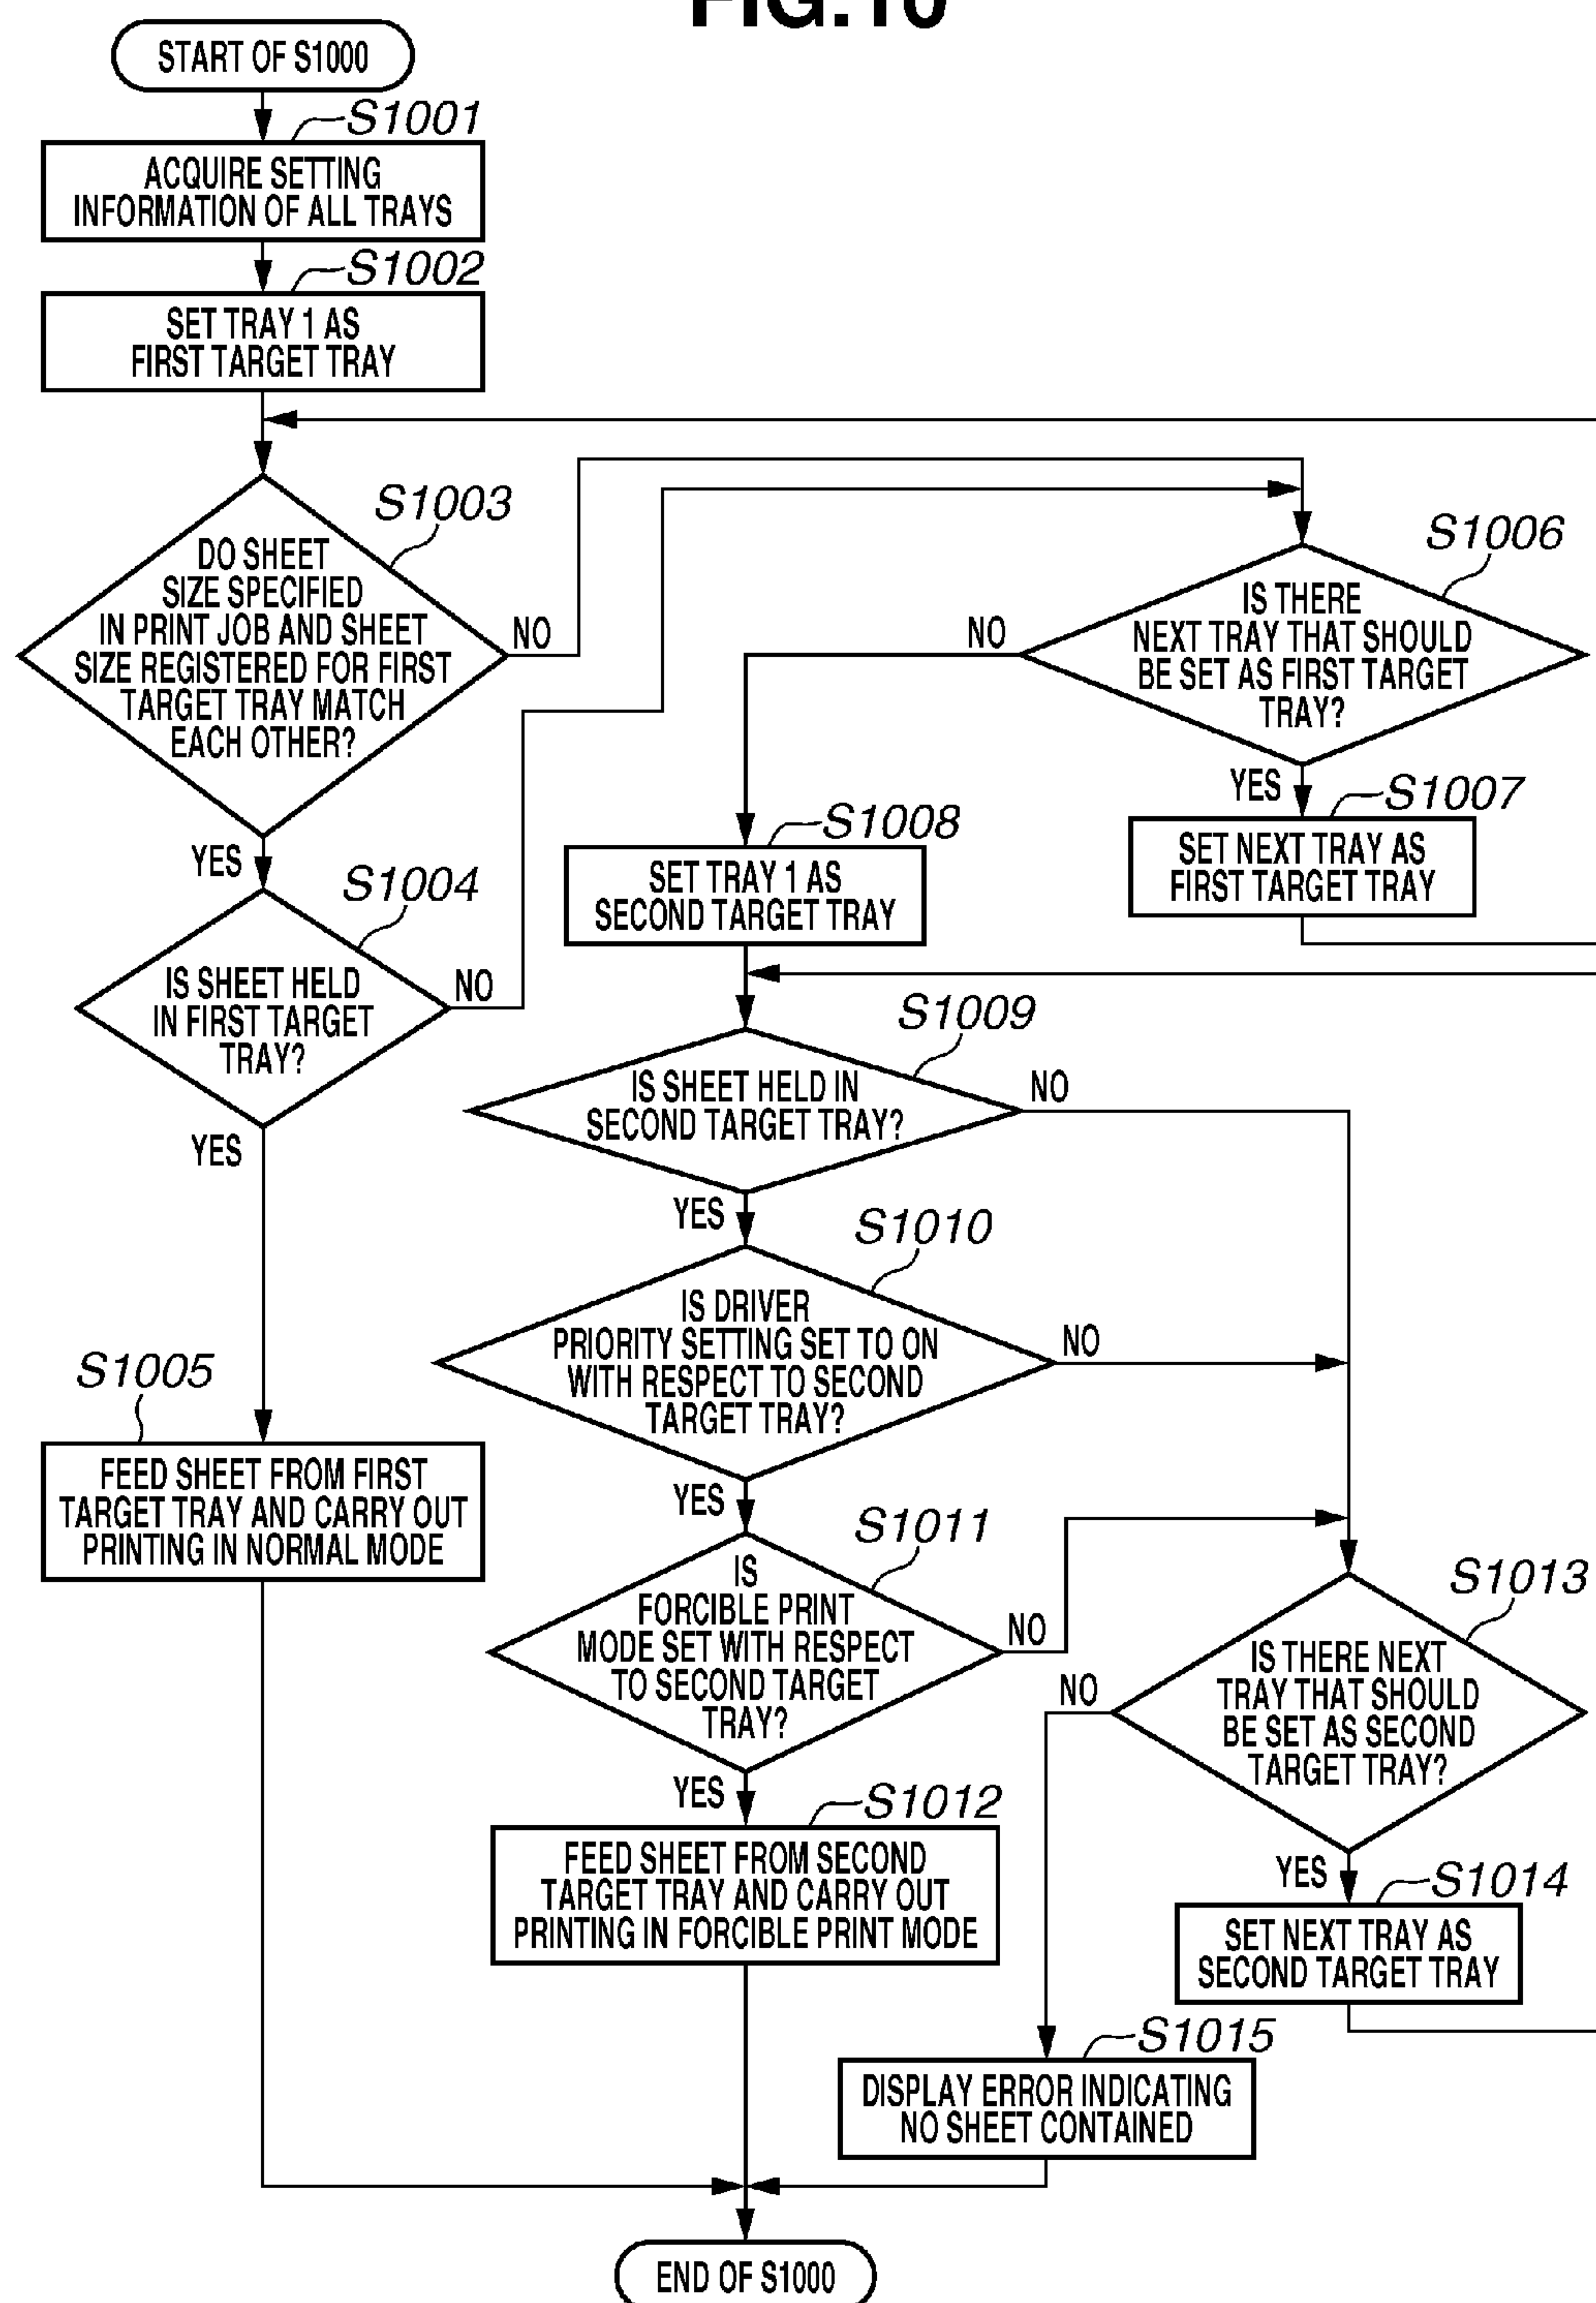 FIG.10
START OF S1000
S1001
ACQUIRE SETTING
INFORMATION OF ALL TRAYS
S1002
SET TRAY 1 AS
FIRST TARGET TRAY
S1003
DO SHEET
SIZE SPECIFIED
IN PRINT JOB AND SHEET
SIZE REGISTERED FOR FIRST
TARGET TRAY MATCH
EACH OTHER?
NO
YES
S1004
IS SHEET HELD
IN FIRST TARGET
TRAY?
NO
YES
S1005
FEED SHEET FROM FIRST
TARGET TRAY AND CARRY OUT
PRINTING IN NORMAL MODE
S1006
IS THERE
NEXT TRAY THAT SHOULD
BE SET AS FIRST TARGET
TRAY?
NO
YES
S1007
SET NEXT TRAY AS
FIRST TARGET TRAY
S1008
SET TRAY 1 AS
SECOND TARGET TRAY
S1009
IS SHEET HELD IN
SECOND TARGET TRAY?
NO
YES
S1010
IS DRIVER
PRIORITY SETTING SET TO ON
WITH RESPECT TO SECOND
TARGET TRAY?
NO
YES
S1011
IS
FORCIBLE PRINT
MODE SET WITH RESPECT
TO SECOND TARGET
TRAY?
NO
YES
S1012
FEED SHEET FROM SECOND
TARGET TRAY AND CARRY OUT
PRINTING IN FORCIBLE PRINT MODE
S1013
IS THERE NEXT
TRAY THAT SHOULD
BE SET AS SECOND
TARGET TRAY?
NO
YES
S1014
SET NEXT TRAY AS
SECOND TARGET TRAY
S1015
DISPLAY ERROR INDICATING
NO SHEET CONTAINED
END OF S1000